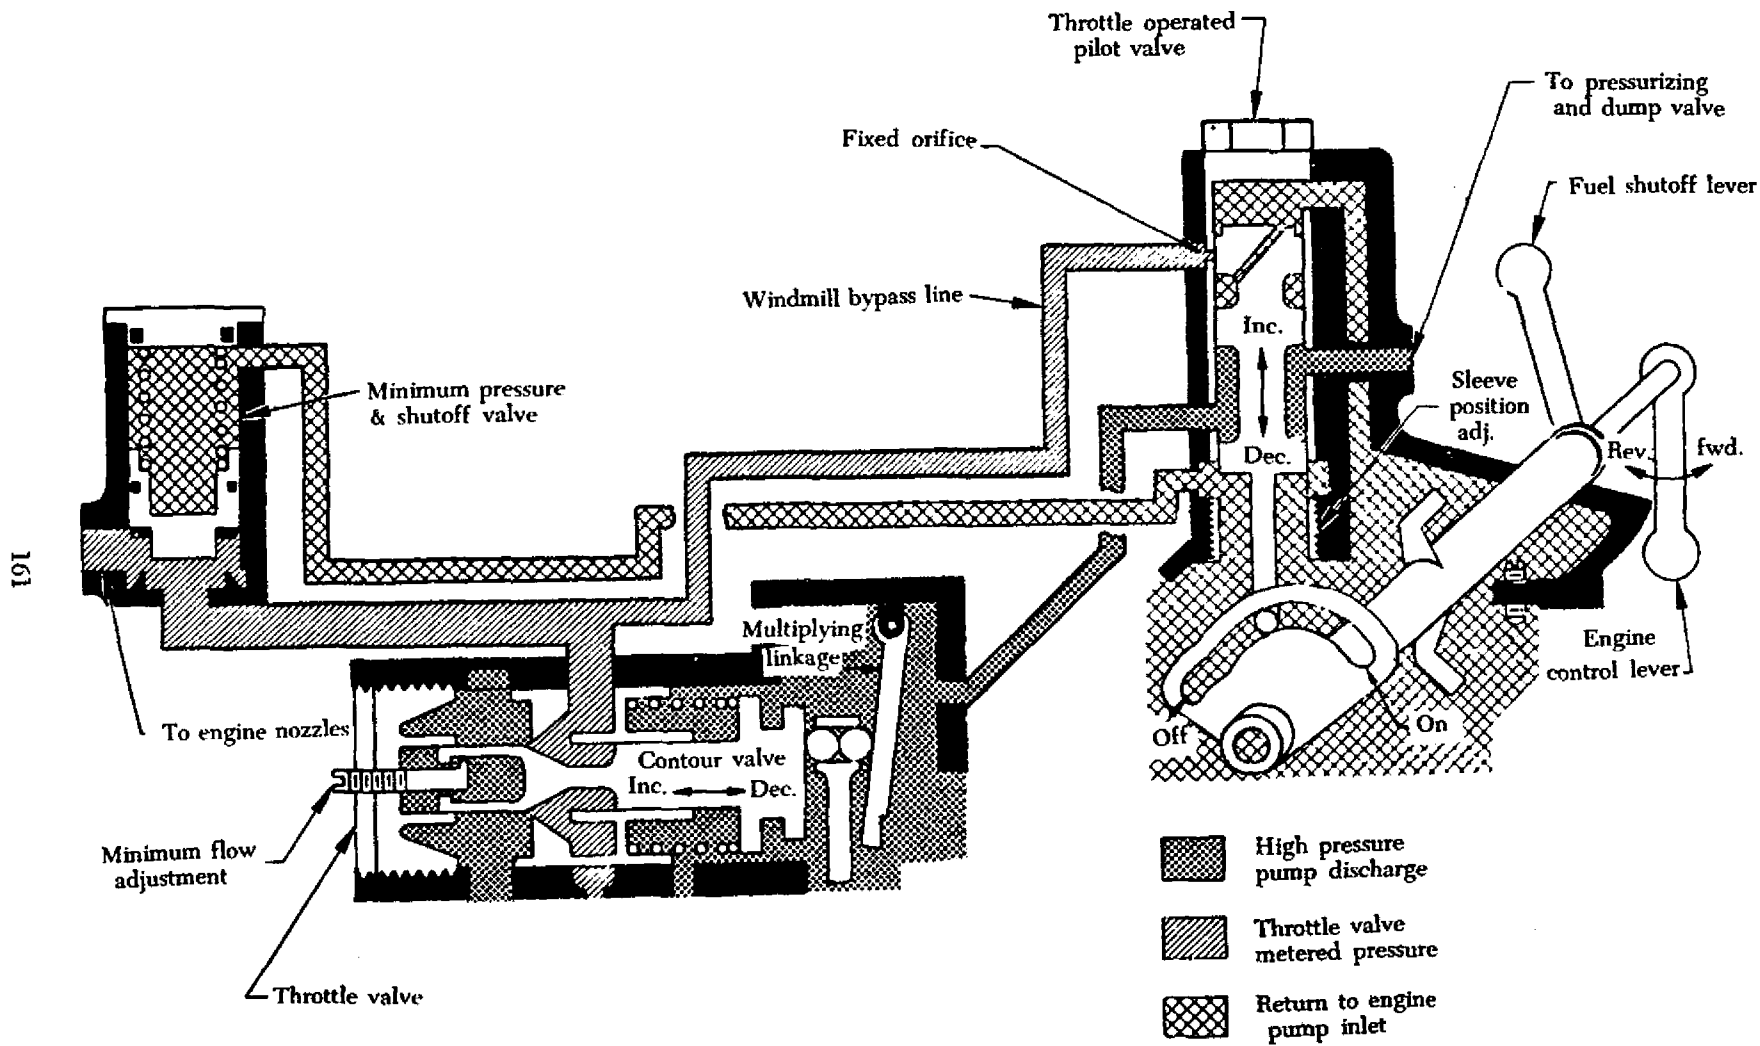 Throttle operated
pilot valve
To pressurizing
and dump valve
Fixed orifice
Fuel shutoff lever
Windmill bypass line
Inc.
Minimum pressure
& shutoff valve
Sleeve
position
adj.
Dec.
Rev.
fwd.
161
Multiplying
linkage
Engine
control lever
To engine nozzles
Off
On
Contour valve
Inc.
Dec.
Minimum flow
adjustment
High pressure
pump discharge
Throttle valve
metered pressure
Throttle valve
Return to engine
pump inlet